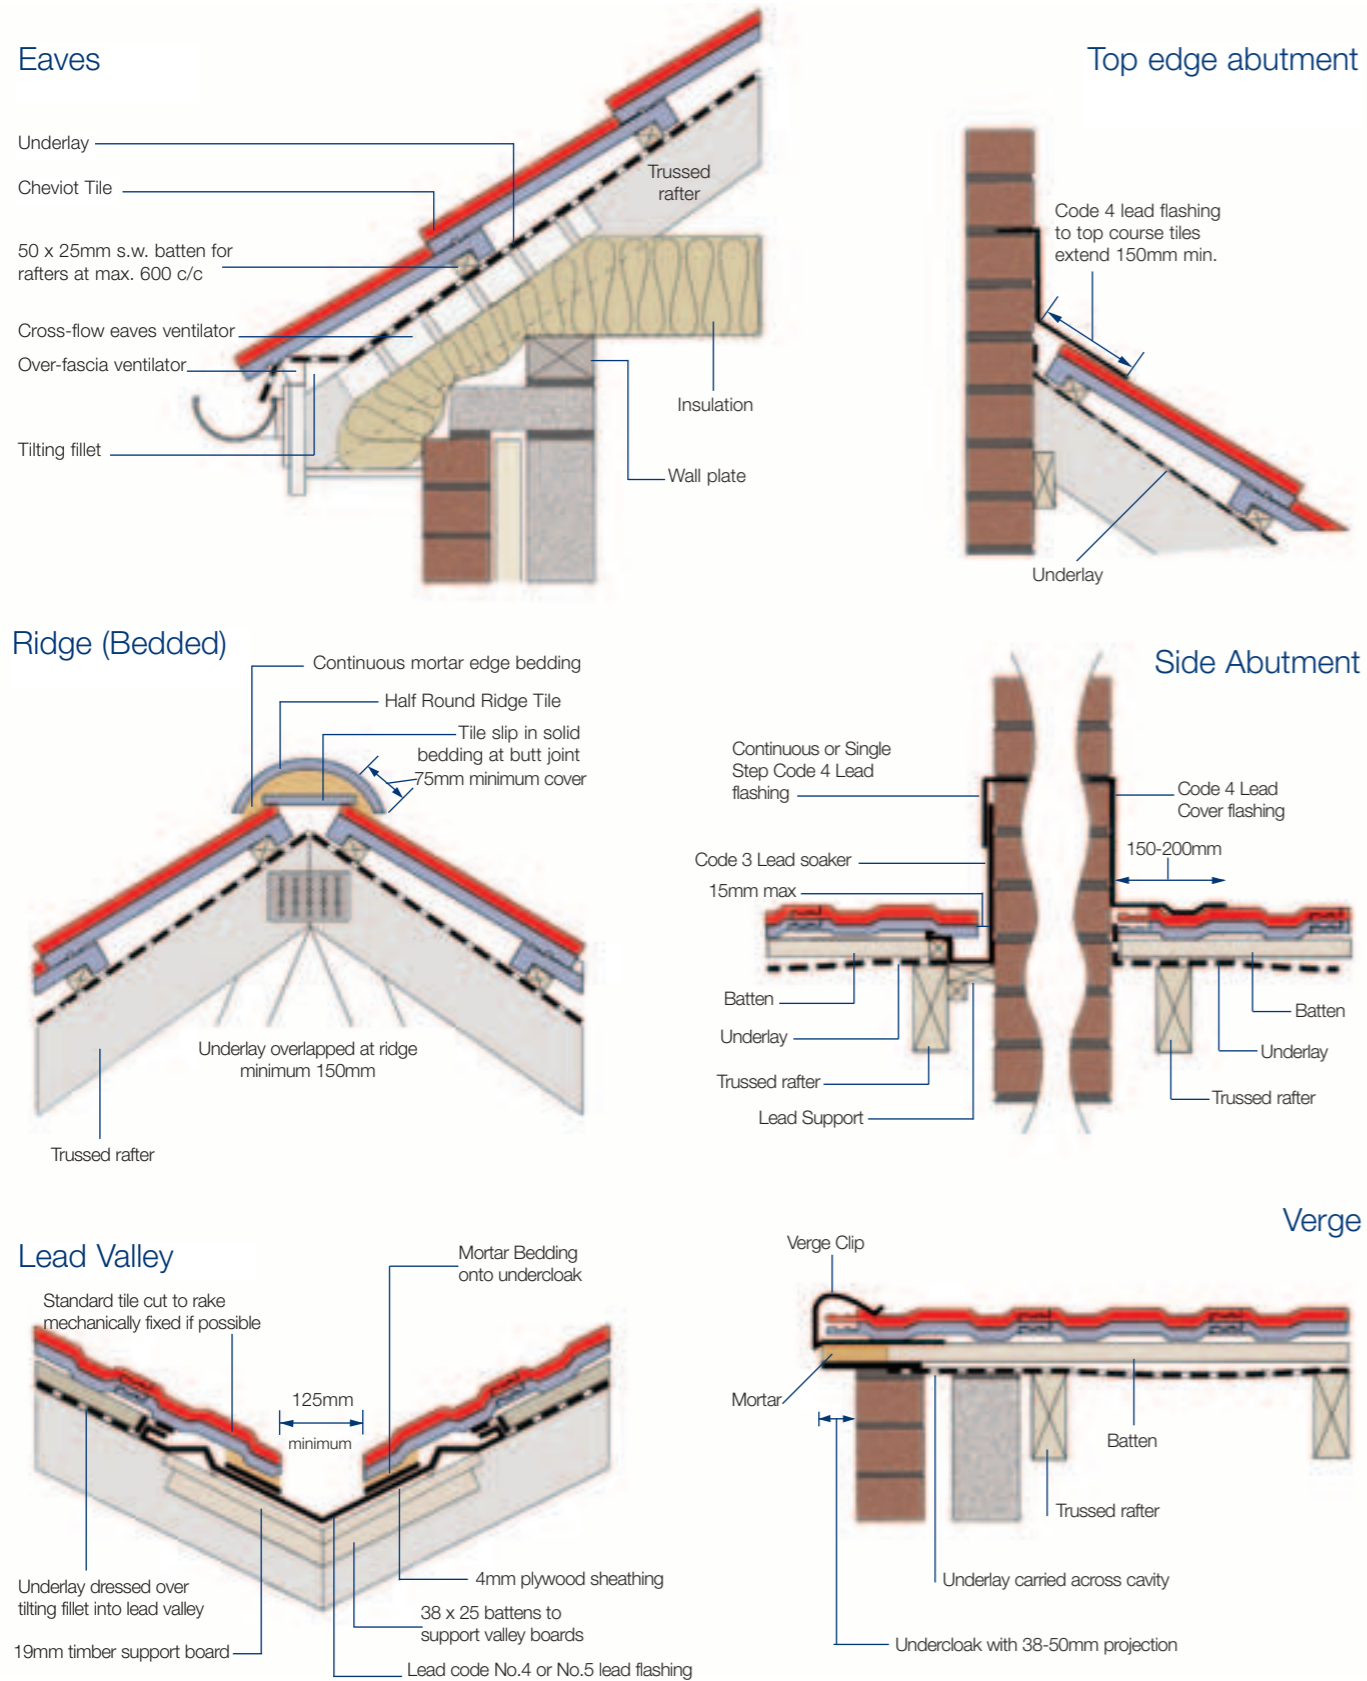 Eaves
Underlay
Cheviot Tile
50 x 25mm s.w. batten for
rafters at max. 600 c/c
Cross-flow eaves ventilator
Over-fascia ventilator
Tilting fillet
Trussed
rafter
Insulation
Wall plate
Top edge abutment
Code 4 lead flashing
to top course tiles
extend 150mm min.
Underlay
Ridge (Bedded)
Continuous mortar edge bedding
Half Round Ridge Tile
Tile slip in solid
bedding at butt joint
75mm minimum cover
Underlay overlapped at ridge
minimum 150mm
Trussed rafter
Side Abutment
Continuous or Single
Step Code 4 Lead
flashing
Code 3 Lead soaker
15mm max
Batten
Underlay
Trussed rafter
Lead Support
Code 4 Lead
Cover flashing
150-200mm
Batten
Underlay
Trussed rafter
Lead Valley
Standard tile cut to rake
mechanically fixed if possible
Mortar Bedding
onto undercloak
125mm
minimum
Underlay dressed over
tilting fillet into lead valley
19mm timber support board
4mm plywood sheathing
38 x 25 battens to
support valley boards
Lead code No.4 or No.5 lead flashing
Verge
Verge Clip
Mortar
Batten
Trussed rafter
Underlay carried across cavity
Undercloak with 38-50mm projection